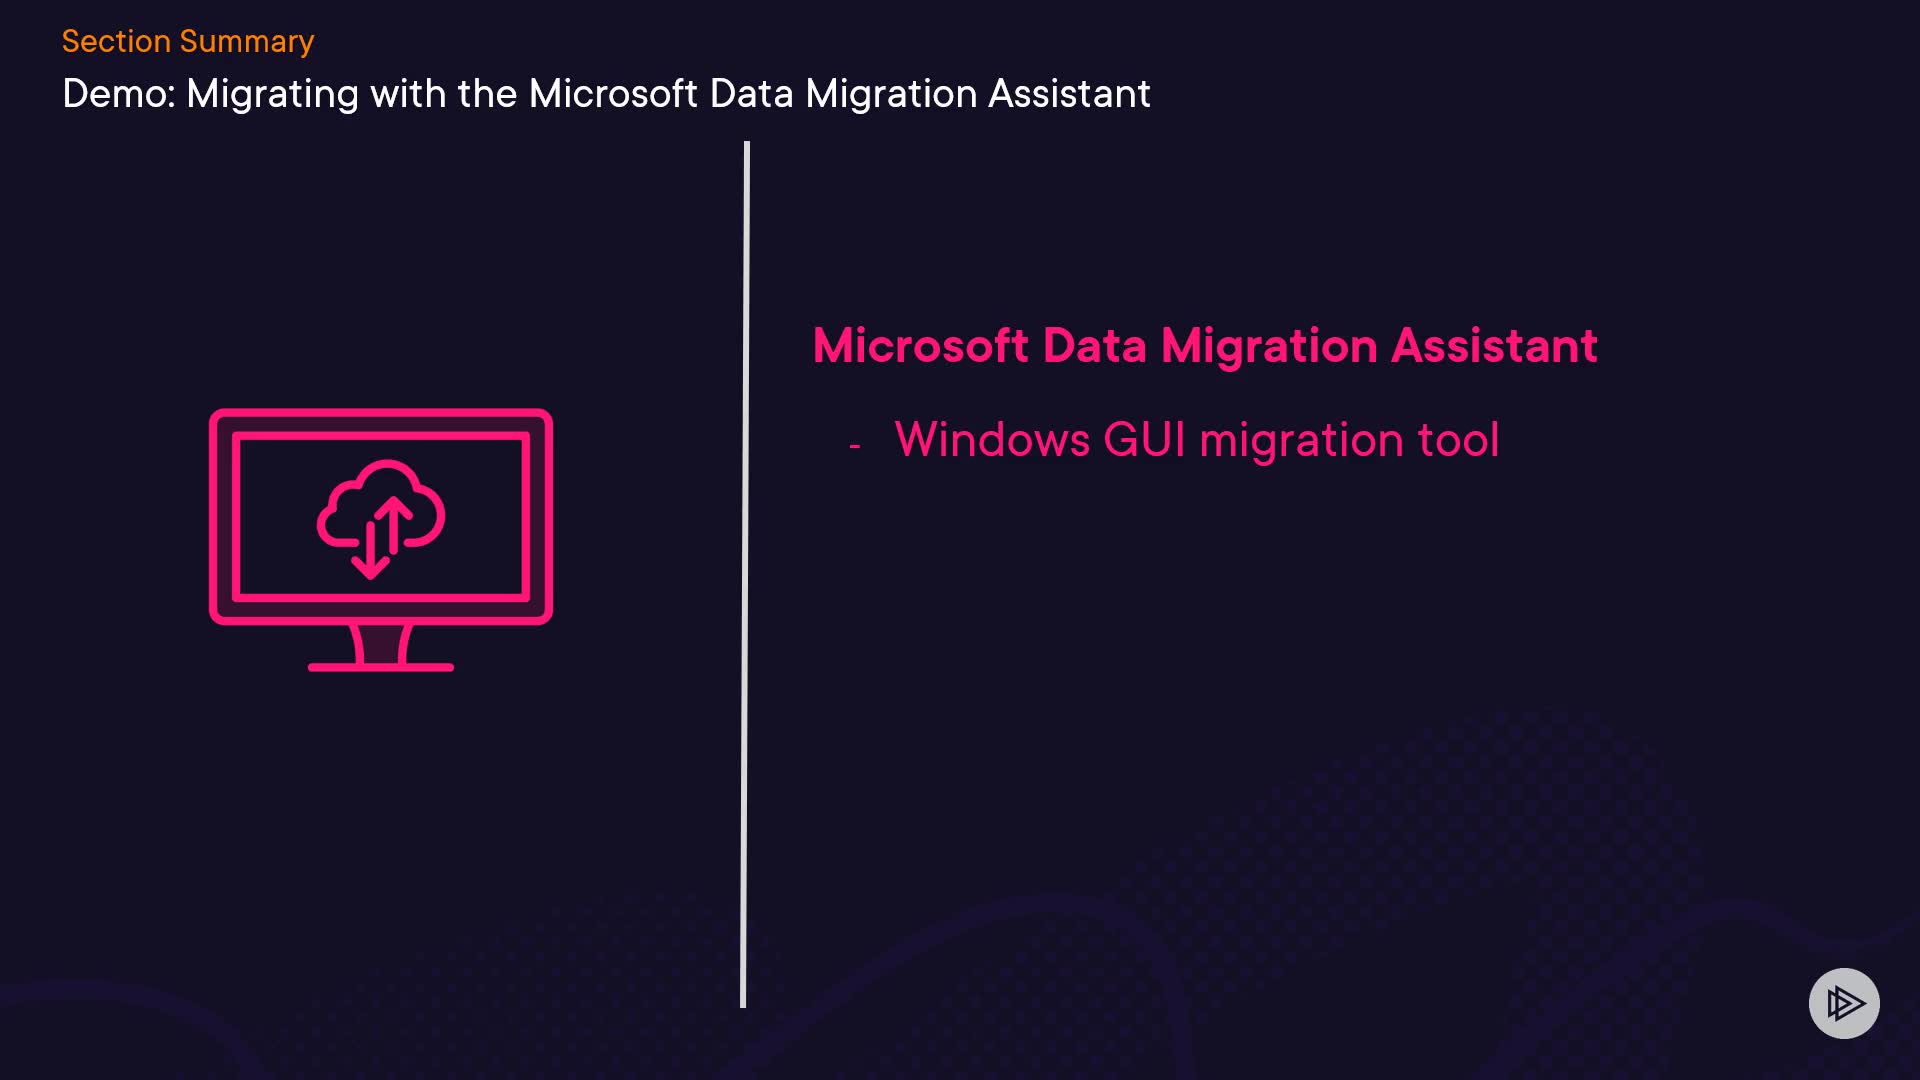 Section Summary
Demo: Migrating with the Microsoft Data Migration Assistant
Microsoft Data Migration Assistant
- Windows GUI migration tool